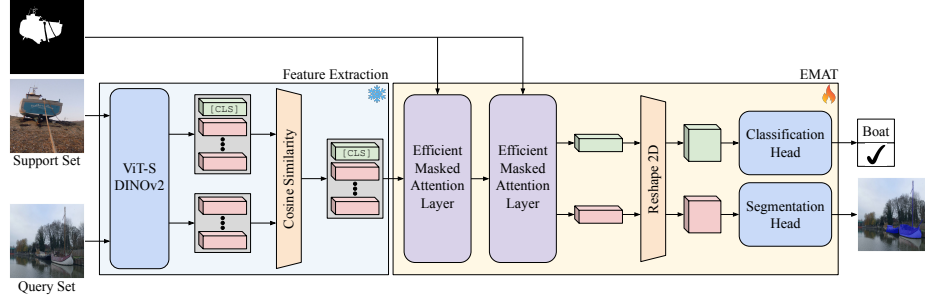 Feature Extraction
EMAT
Support Set
ViT-S
DINOv2
[CLS]
Cosine Similarity
[CLS]
Efficient
Masked
Attention
Layer
Efficient
Masked
Attention
Layer
Reshape 2D
Classification
Head
Boat
Segmentation
Head
Query Set